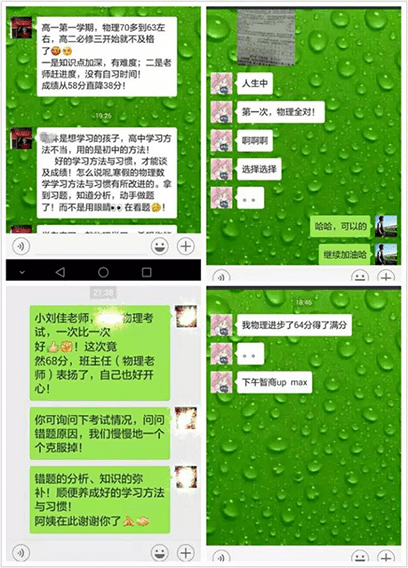 高一第一学期，物理70多到63左
右，高二必修三开始就不及格
了
一是知识点加深，有难度；二是老
师赶进度，没有自习时间！
成绩从58分直降38分！
19:26
是想学习的孩子，高中学习方
法不当，用的是初中的方法！
好的学习方法与习惯，才能谈
及成绩！怎么说呢,寒假的物理数
学学习方法与习惯有所改进的。拿
到习题，知道分析，动手做题
了！而不是用眼睛👀在看题！
人生中
第一次，物理全对！
啊啊啊
选择选择
。。
哈哈，可以的
继续加油哈
21:38
小刘佳老师，物理考
试，一次比一次
好！这次竟
然68分，班主任（物理老
师）表扬了，自己也好开
心！
你可询问下考试情况，问问
错题原因，我们慢慢地一个
个克服掉！
错题的分析、知识的弥
补！顺便养成好的学习方法
与习惯！
阿姨在此谢谢你了
18:46
我物理进步了64分得了满分
。。
下午智商up max